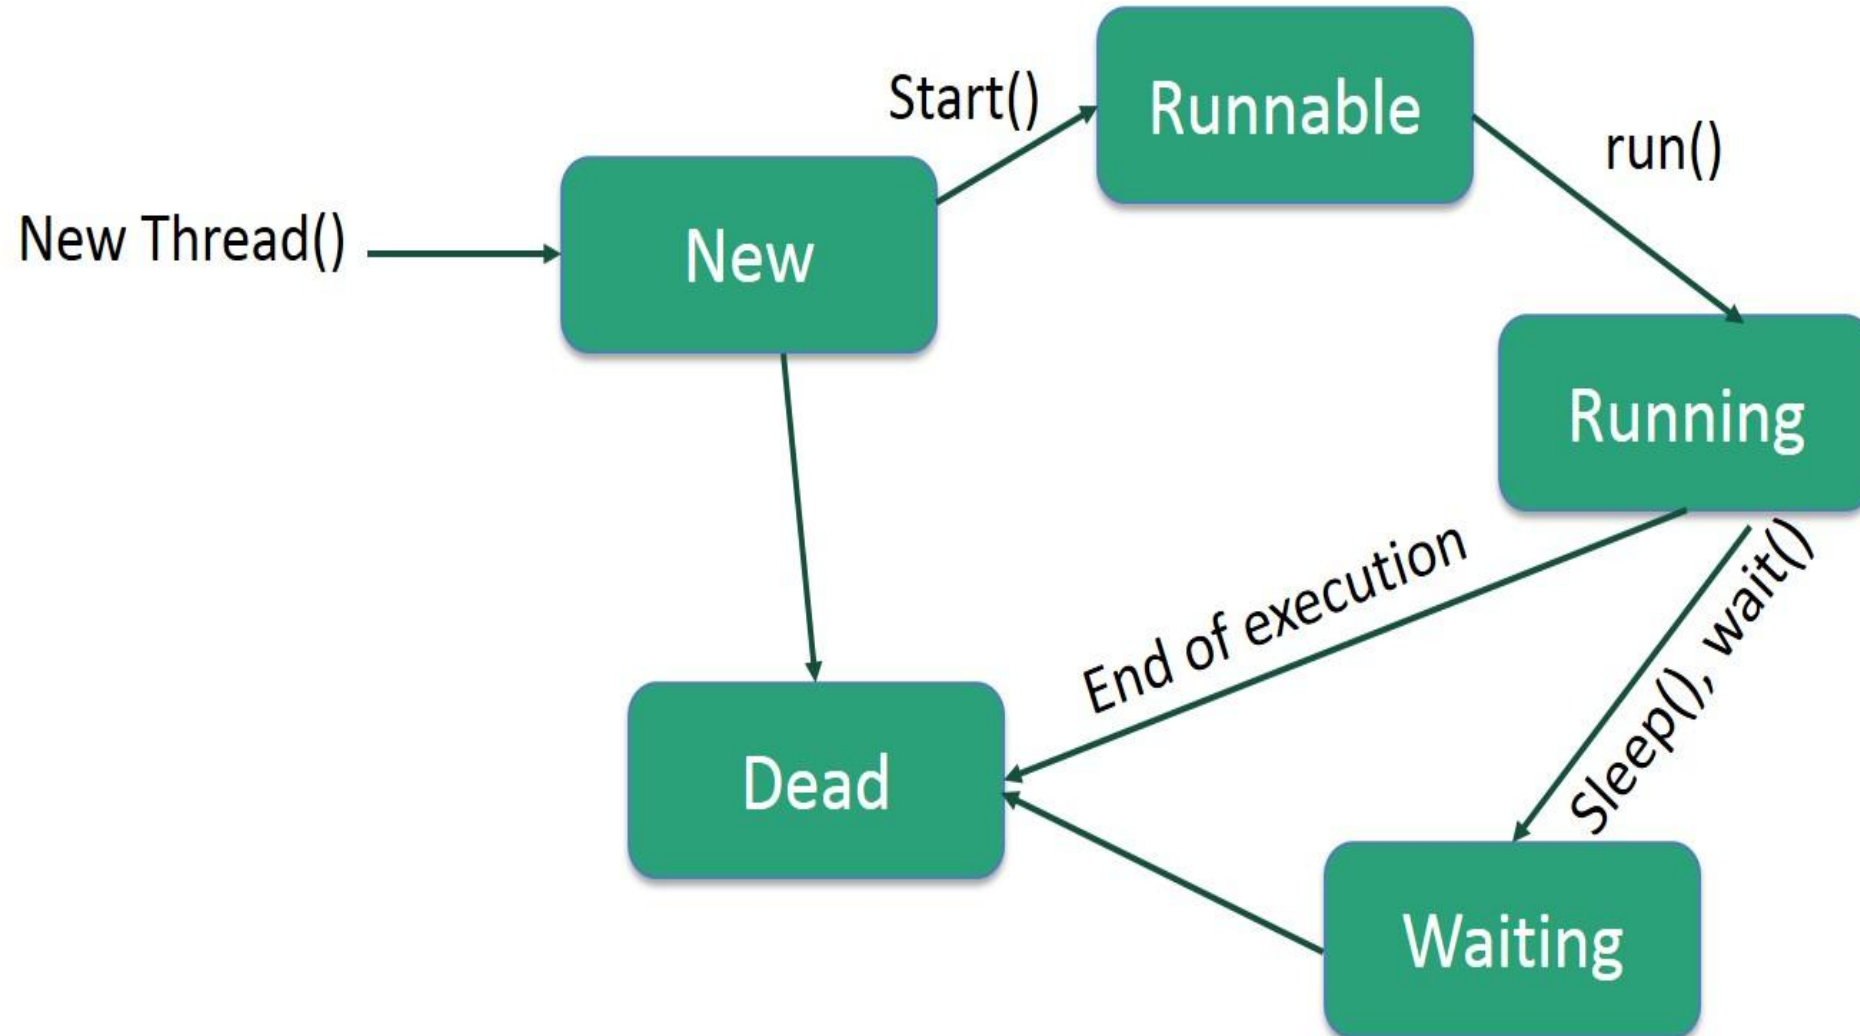 Start()
Runnable
run()
New Thread()
New
Running
End of execution
Sleep(), wait()
Dead
Waiting